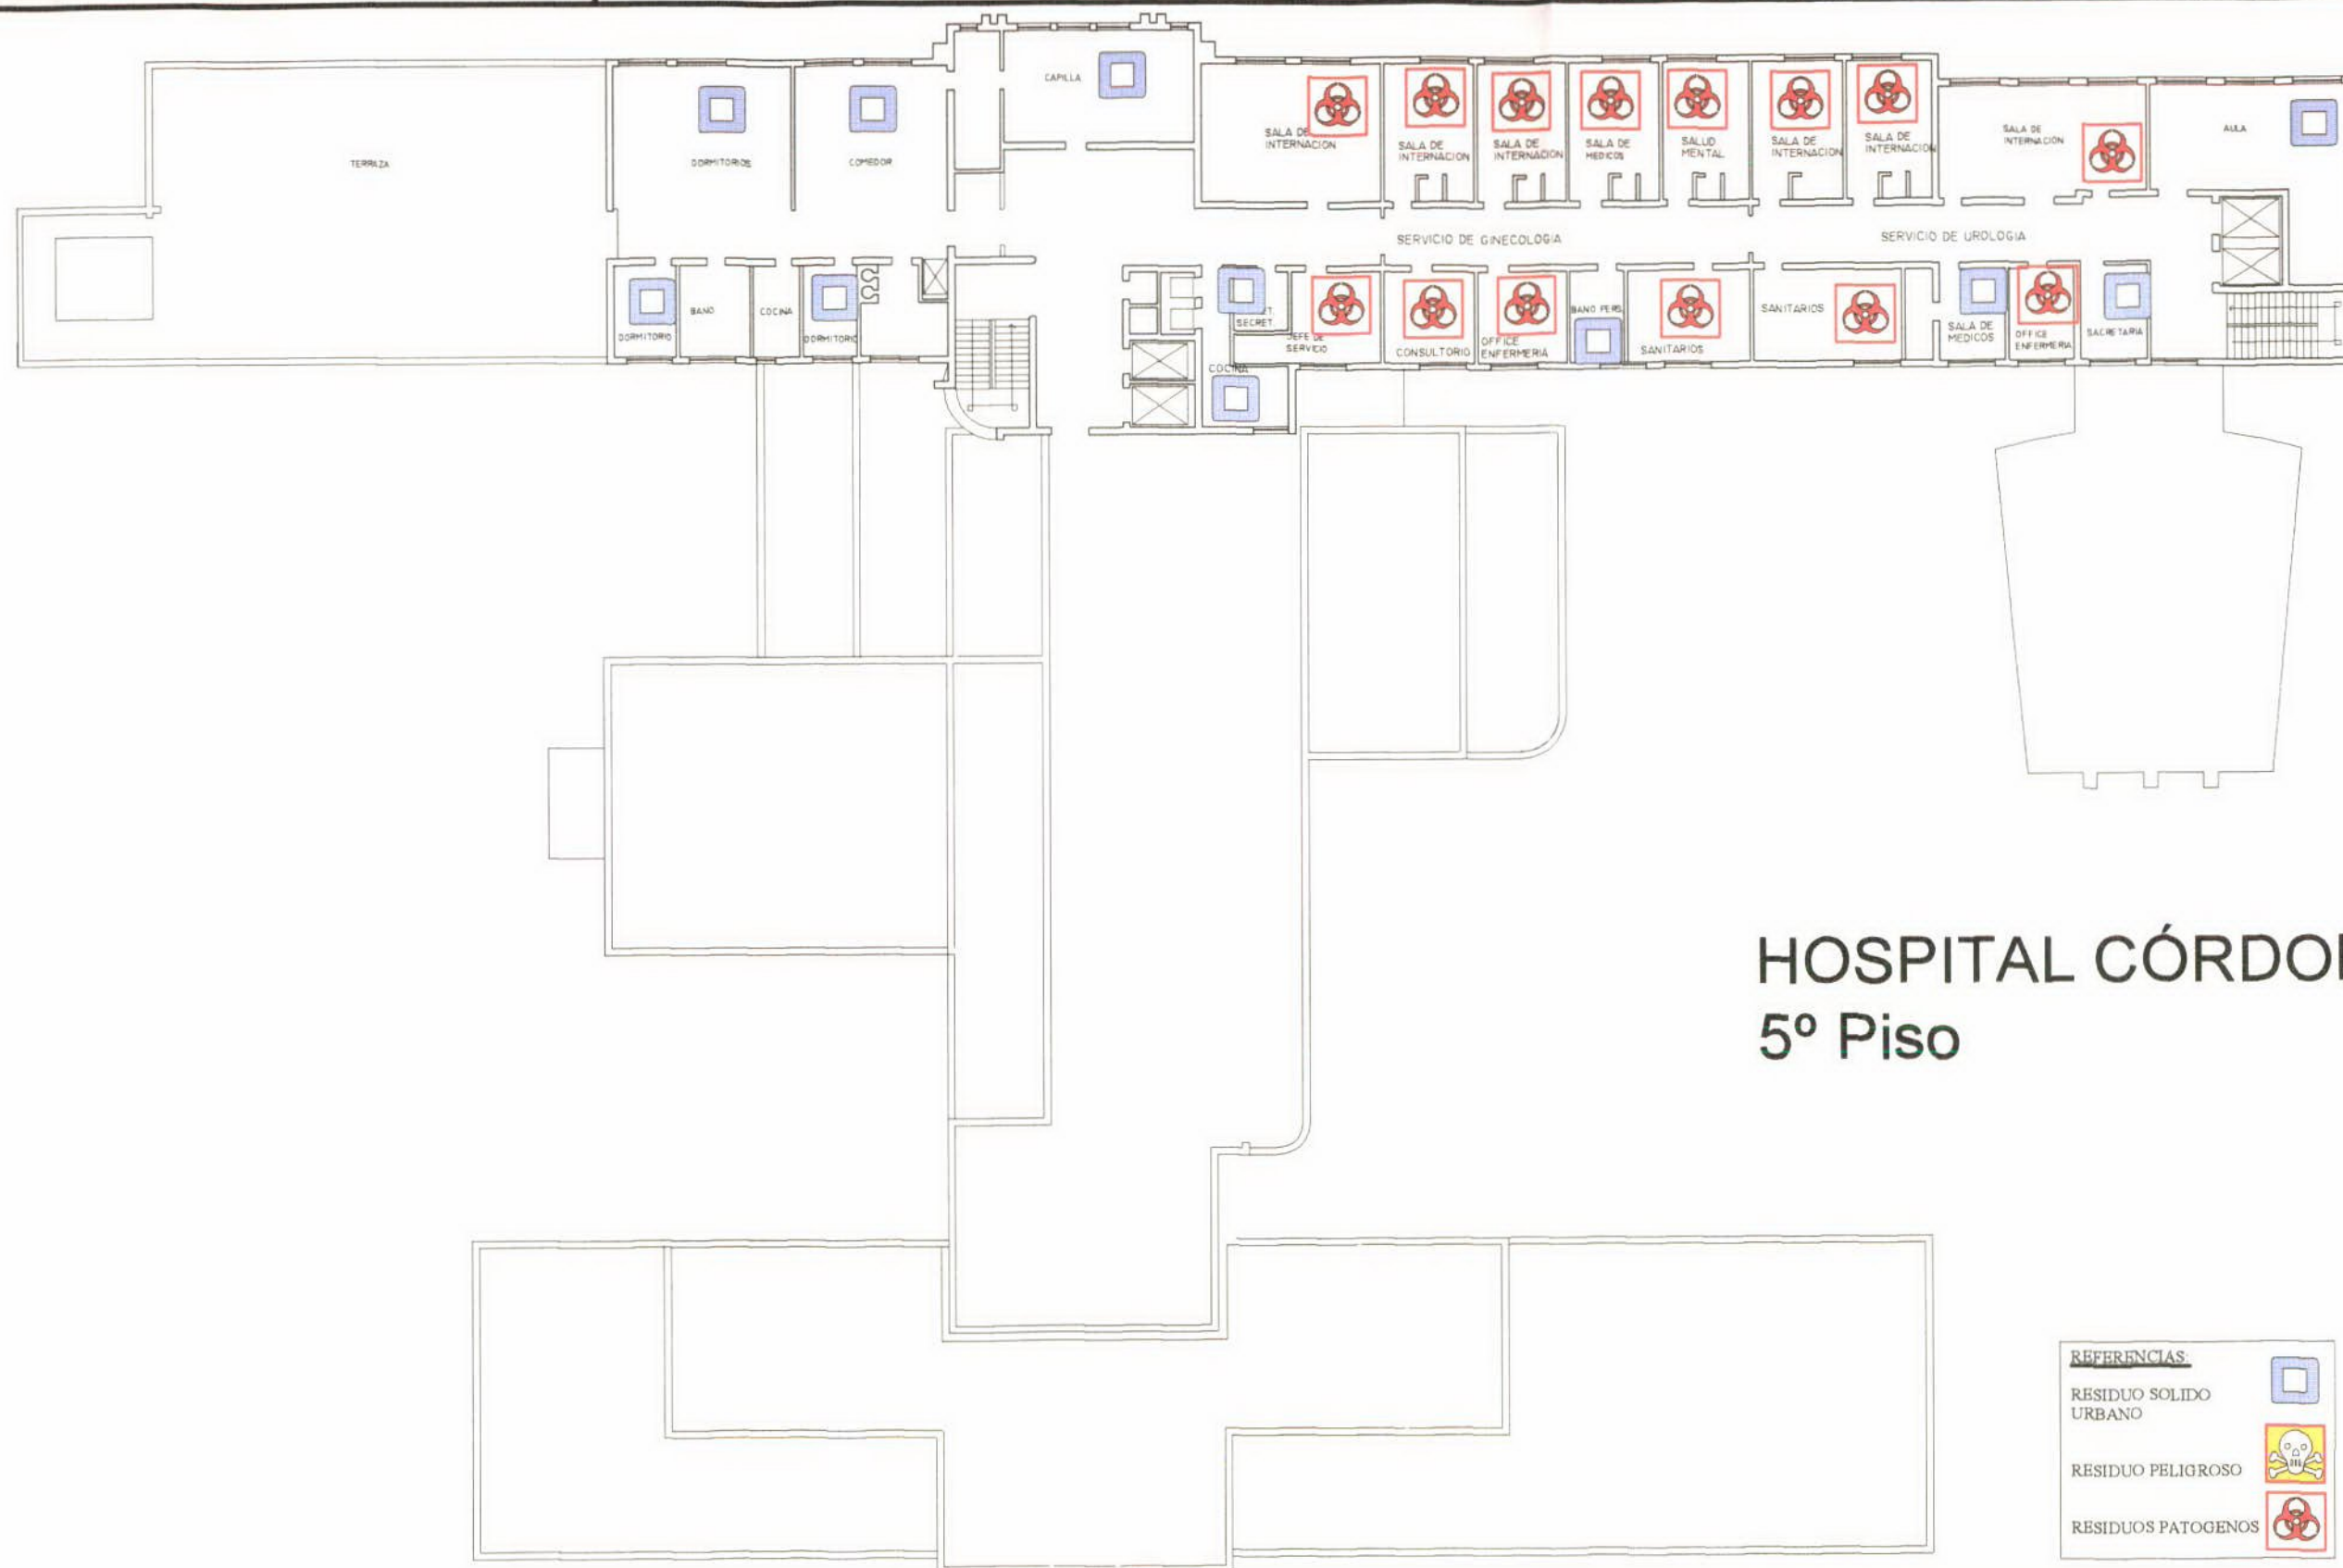 CAPILLA
TERRAZA
DORMITORIOS
COMEDOR
SALA DE
INTERNACION
SALA DE
INTERNACION
SALA DE
INTERNACION
SALA DE
MEDICOS
SALUD
MENTAL
SALA DE
INTERNACION
SALA DE
INTERNACION
SALA DE
INTERNACION
AULA
SERVICIO DE GINECOLOGIA
SERVICIO DE UROLOGIA
DORMITORIO
BANO
COCINA
DORMITORIO
SECRET.
JEFE DE
SERVICIO
COCINA
CONSULTORIO
OFFICE
ENFERMERIA
BANO PERS.
SANITARIOS
SANITARIOS
SALA DE
MEDICOS
OFFICE
ENFERMERIA
SACRETARIA
HOSPITAL CÓRDO
5º Piso
REFERENCIAS:
RESIDUO SOLIDO
URBANO
RESIDUO PELIGROSO
RESIDUOS PATOGENOS